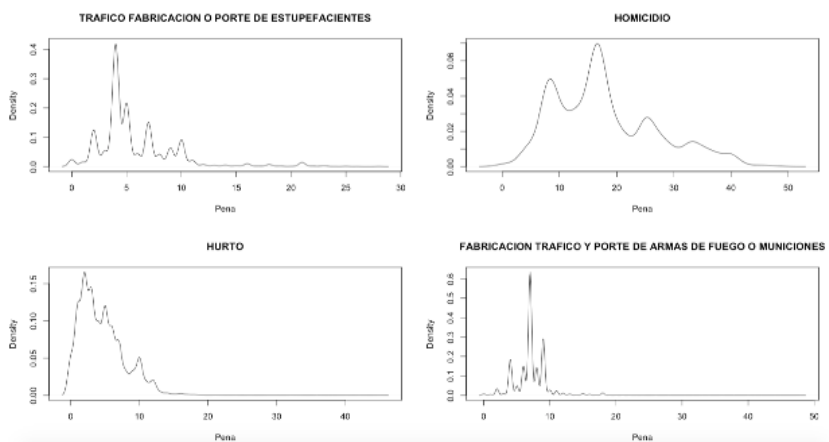 TRAFICO FABRICACION O PORTE DE ESTUPEFACIENTES
Density
0.0 0.1 0.2 0.3 0.4
0 5 10 15 20 25 30
Pena
HOMICIDIO
Density
0.00 0.02 0.04 0.06
0 10 20 30 40 50
Pena
HURTO
Density
0.00 0.05 0.10 0.15
0 10 20 30 40
Pena
FABRICACION TRAFICO Y PORTE DE ARMAS DE FUEGO O MUNICIONES
Density
0.0 0.1 0.2 0.3 0.4 0.5 0.6
0 10 20 30 40 50
Pena